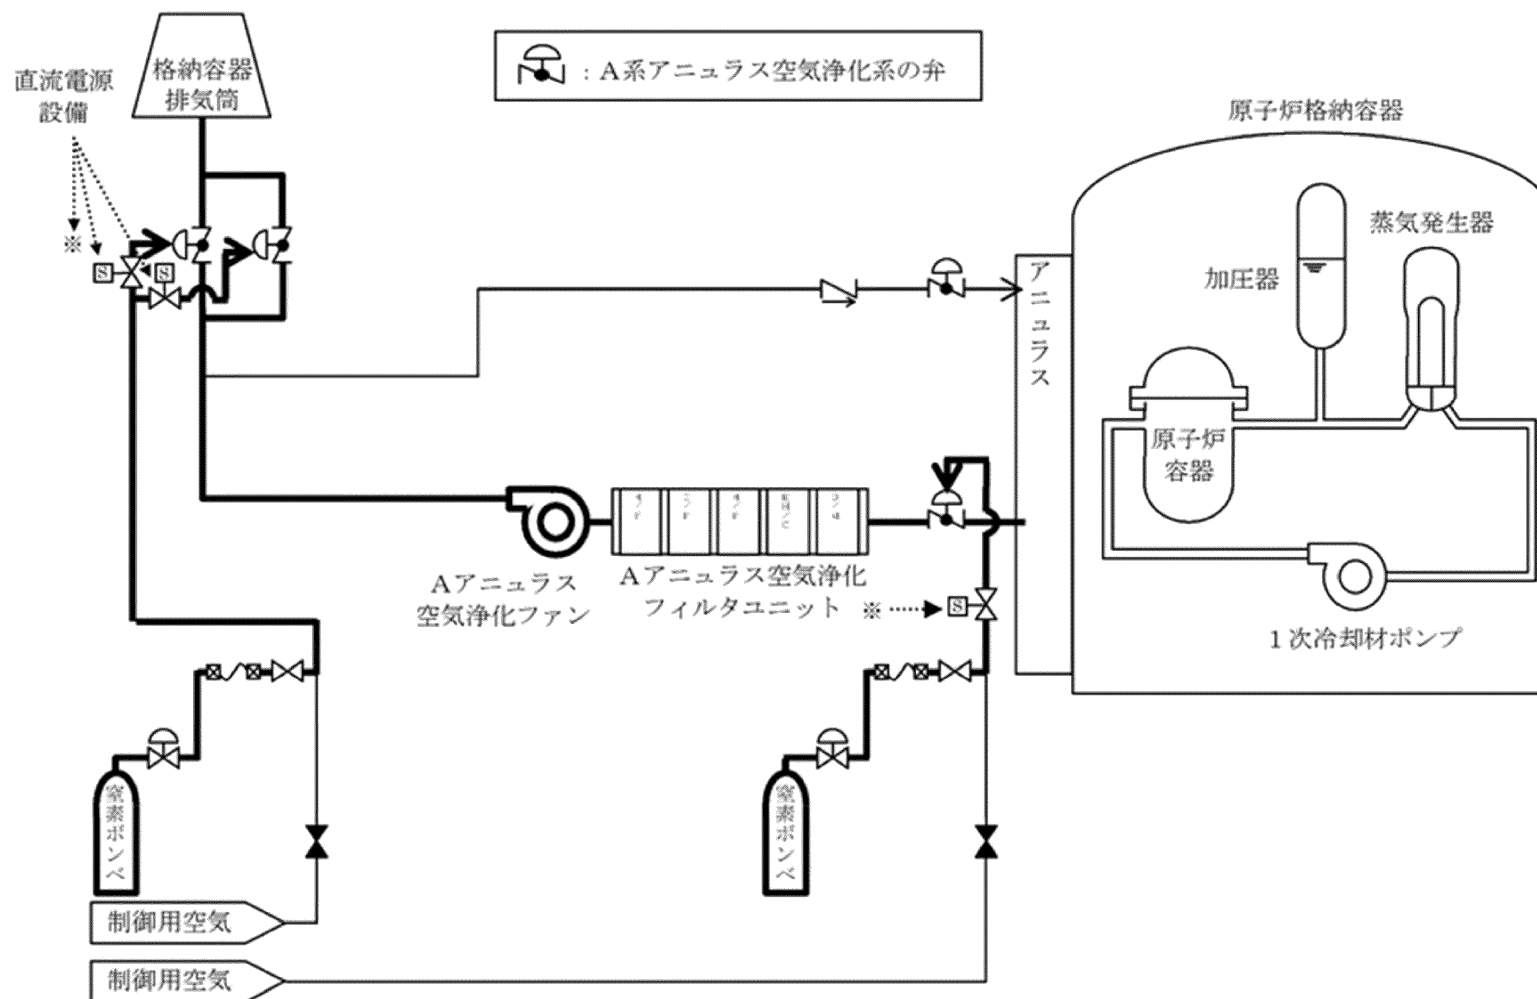 格納容器
排気筒
直流電源
設備
：A系アニュラス空気浄化系の弁
原子炉格納容器
蒸気発生器
加圧器
アニュラス
※
S
S
原子炉
容器
Aアニュラス
空気浄化ファン
Aアニュラス空気浄化
フィルタユニット
※
S
1次冷却材ポンプ
窒素ボンベ
窒素ボンベ
制御用空気
制御用空気